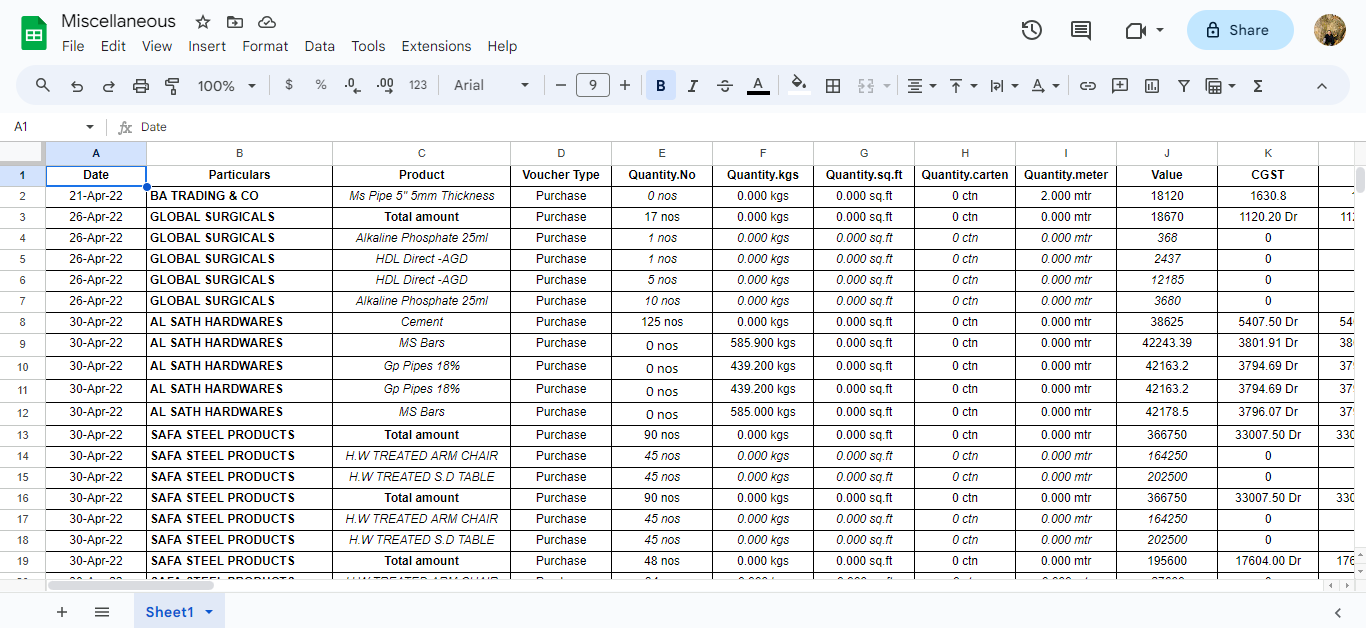 Miscellaneous
File Edit View Insert Format Data Tools Extensions Help
Share
100% $ % .0 .00 123 Arial 9 B I S A A Σ
A1 fx Date
A B C D E F G H I J K
1 Date Particulars Product Voucher Type Quantity.No Quantity.kgs Quantity.sq.ft Quantity.carten Quantity.meter Value CGST
2 21-Apr-22 BA TRADING & CO Ms Pipe 5" 5mm Thickness Purchase 0 nos 0.000 kgs 0.000 sq.ft 0 ctn 2.000 mtr 18120 1630.8
3 26-Apr-22 GLOBAL SURGICALS Total amount Purchase 17 nos 0.000 kgs 0.000 sq.ft 0 ctn 0.000 mtr 18670 1120.20 Dr 11
4 26-Apr-22 GLOBAL SURGICALS Alkaline Phosphate 25ml Purchase 1 nos 0.000 kgs 0.000 sq.ft 0 ctn 0.000 mtr 368 0
5 26-Apr-22 GLOBAL SURGICALS HDL Direct -AGD Purchase 1 nos 0.000 kgs 0.000 sq.ft 0 ctn 0.000 mtr 2437 0
6 26-Apr-22 GLOBAL SURGICALS HDL Direct -AGD Purchase 5 nos 0.000 kgs 0.000 sq.ft 0 ctn 0.000 mtr 12185 0
7 26-Apr-22 GLOBAL SURGICALS Alkaline Phosphate 25ml Purchase 10 nos 0.000 kgs 0.000 sq.ft 0 ctn 0.000 mtr 3680 0
8 30-Apr-22 AL SATH HARDWARES Cement Purchase 125 nos 0.000 kgs 0.000 sq.ft 0 ctn 0.000 mtr 38625 5407.50 Dr 54
9 30-Apr-22 AL SATH HARDWARES MS Bars Purchase 0 nos 585.900 kgs 0.000 sq.ft 0 ctn 0.000 mtr 42243.39 3801.91 Dr 38
10 30-Apr-22 AL SATH HARDWARES Gp Pipes 18% Purchase 0 nos 439.200 kgs 0.000 sq.ft 0 ctn 0.000 mtr 42163.2 3794.69 Dr 37
11 30-Apr-22 AL SATH HARDWARES Gp Pipes 18% Purchase 0 nos 439.200 kgs 0.000 sq.ft 0 ctn 0.000 mtr 42163.2 3794.69 Dr 37
12 30-Apr-22 AL SATH HARDWARES MS Bars Purchase 0 nos 585.000 kgs 0.000 sq.ft 0 ctn 0.000 mtr 42178.5 3796.07 Dr 37
13 30-Apr-22 SAFA STEEL PRODUCTS Total amount Purchase 90 nos 0.000 kgs 0.000 sq.ft 0 ctn 0.000 mtr 366750 33007.50 Dr 330
14 30-Apr-22 SAFA STEEL PRODUCTS H.W TREATED ARM CHAIR Purchase 45 nos 0.000 kgs 0.000 sq.ft 0 ctn 0.000 mtr 164250 0
15 30-Apr-22 SAFA STEEL PRODUCTS H.W TREATED S.D TABLE Purchase 45 nos 0.000 kgs 0.000 sq.ft 0 ctn 0.000 mtr 202500 0
16 30-Apr-22 SAFA STEEL PRODUCTS Total amount Purchase 90 nos 0.000 kgs 0.000 sq.ft 0 ctn 0.000 mtr 366750 33007.50 Dr 330
17 30-Apr-22 SAFA STEEL PRODUCTS H.W TREATED ARM CHAIR Purchase 45 nos 0.000 kgs 0.000 sq.ft 0 ctn 0.000 mtr 164250 0
18 30-Apr-22 SAFA STEEL PRODUCTS H.W TREATED S.D TABLE Purchase 45 nos 0.000 kgs 0.000 sq.ft 0 ctn 0.000 mtr 202500 0
19 30-Apr-22 SAFA STEEL PRODUCTS Total amount Purchase 48 nos 0.000 kgs 0.000 sq.ft 0 ctn 0.000 mtr 195600 17604.00 Dr 176
Sheet1